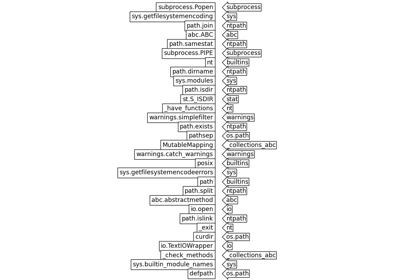 subprocess.Popen subprocess
sys.getfilesystemencoding sys
path.join ntpath
abc.ABC abc
path.samestat ntpath
subprocess.PIPE subprocess
nt builtins
path.dirname ntpath
sys.modules sys
path.isdir ntpath
st.S_ISDIR stat
_have_functions nt
warnings.simplefilter warnings
path.exists ntpath
pathsep os.path
MutableMapping _collections_abc
warnings.catch_warnings warnings
posix builtins
sys.getfilesystemencodeerrors sys
path builtins
path.split ntpath
abc.abstractmethod abc
io.open io
path.islink ntpath
_exit nt
curdir os.path
io.TextIOWrapper io
_check_methods _collections_abc
sys.builtin_module_names sys
defpath os.path